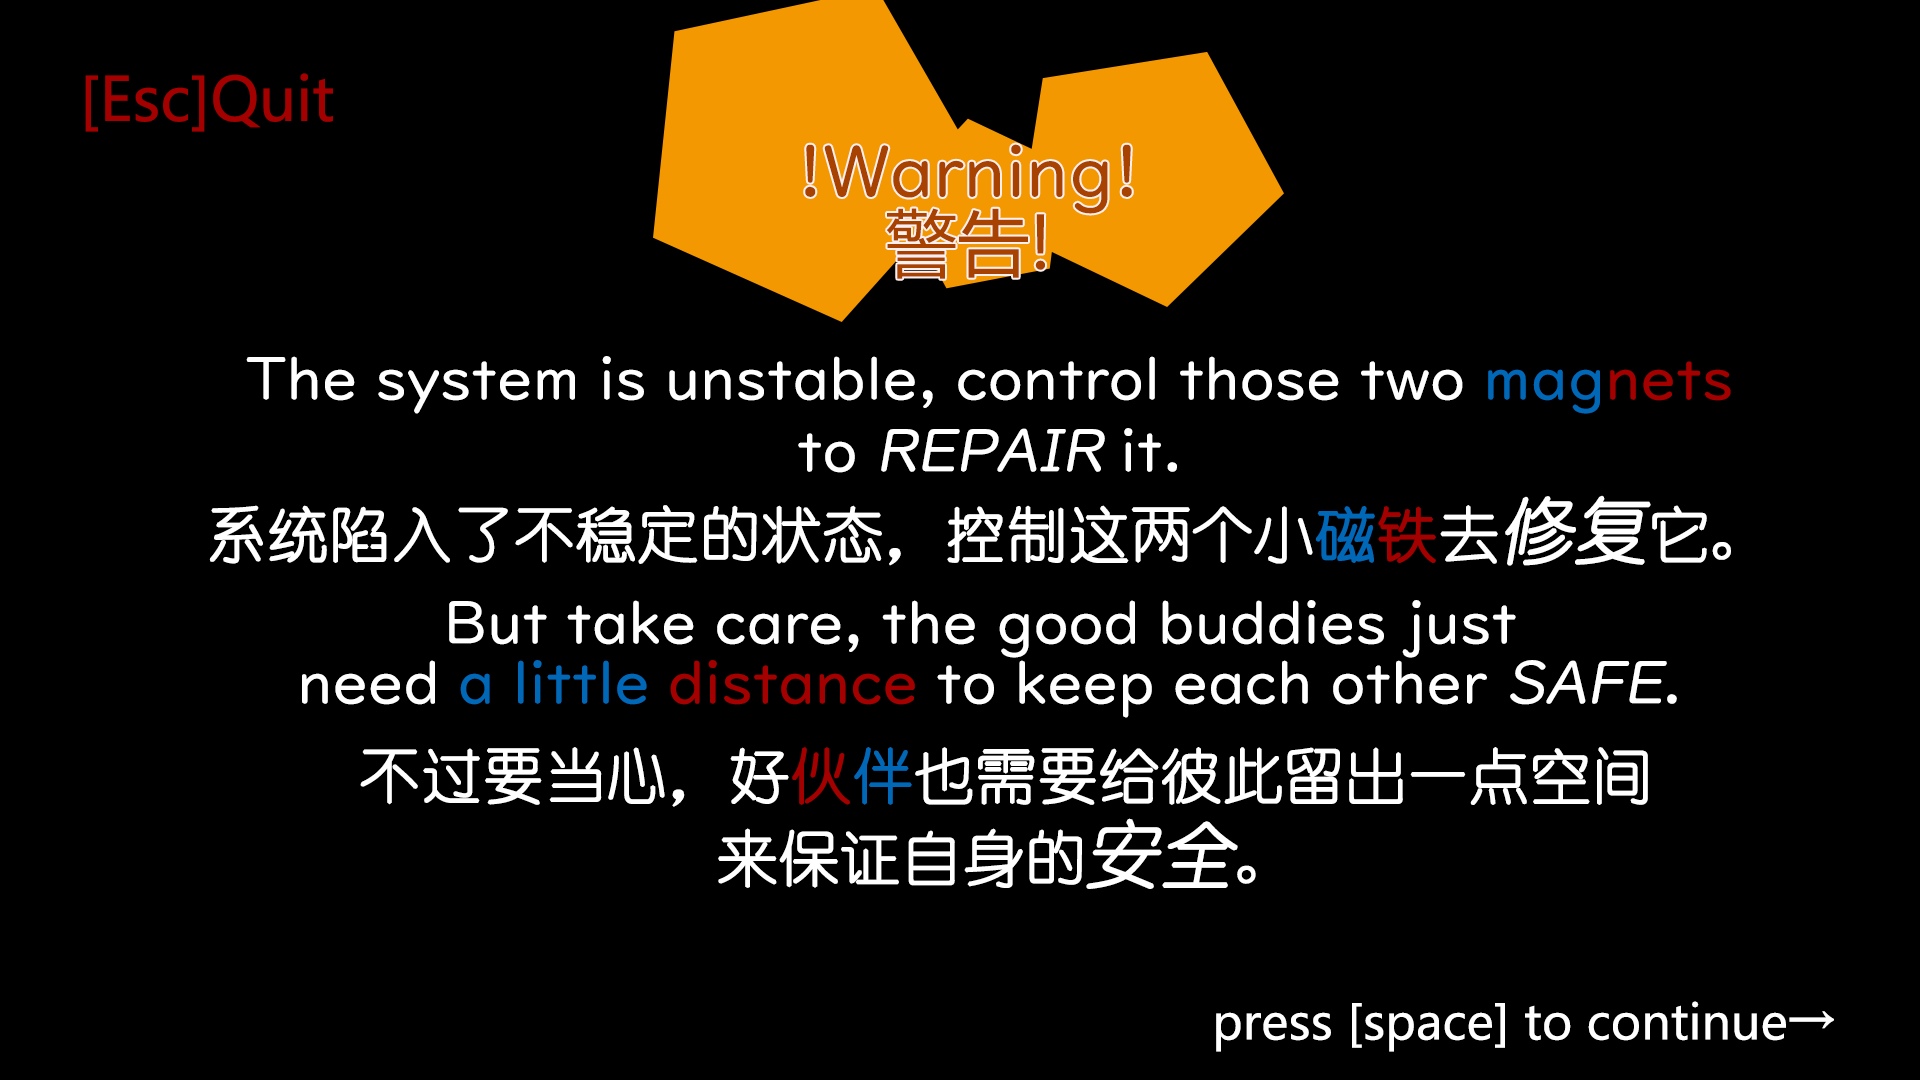 [Esc]Quit
!Warning!
警告!
The system is unstable, control those two magnets
to REPAIR it.
系统陷入了不稳定的状态，控制这两个小磁铁去修复它。
But take care, the good buddies just
need a little distance to keep each other SAFE.
不过要当心，好伙伴也需要给彼此留出一点空间
来保证自身的安全。
press [space] to continue→